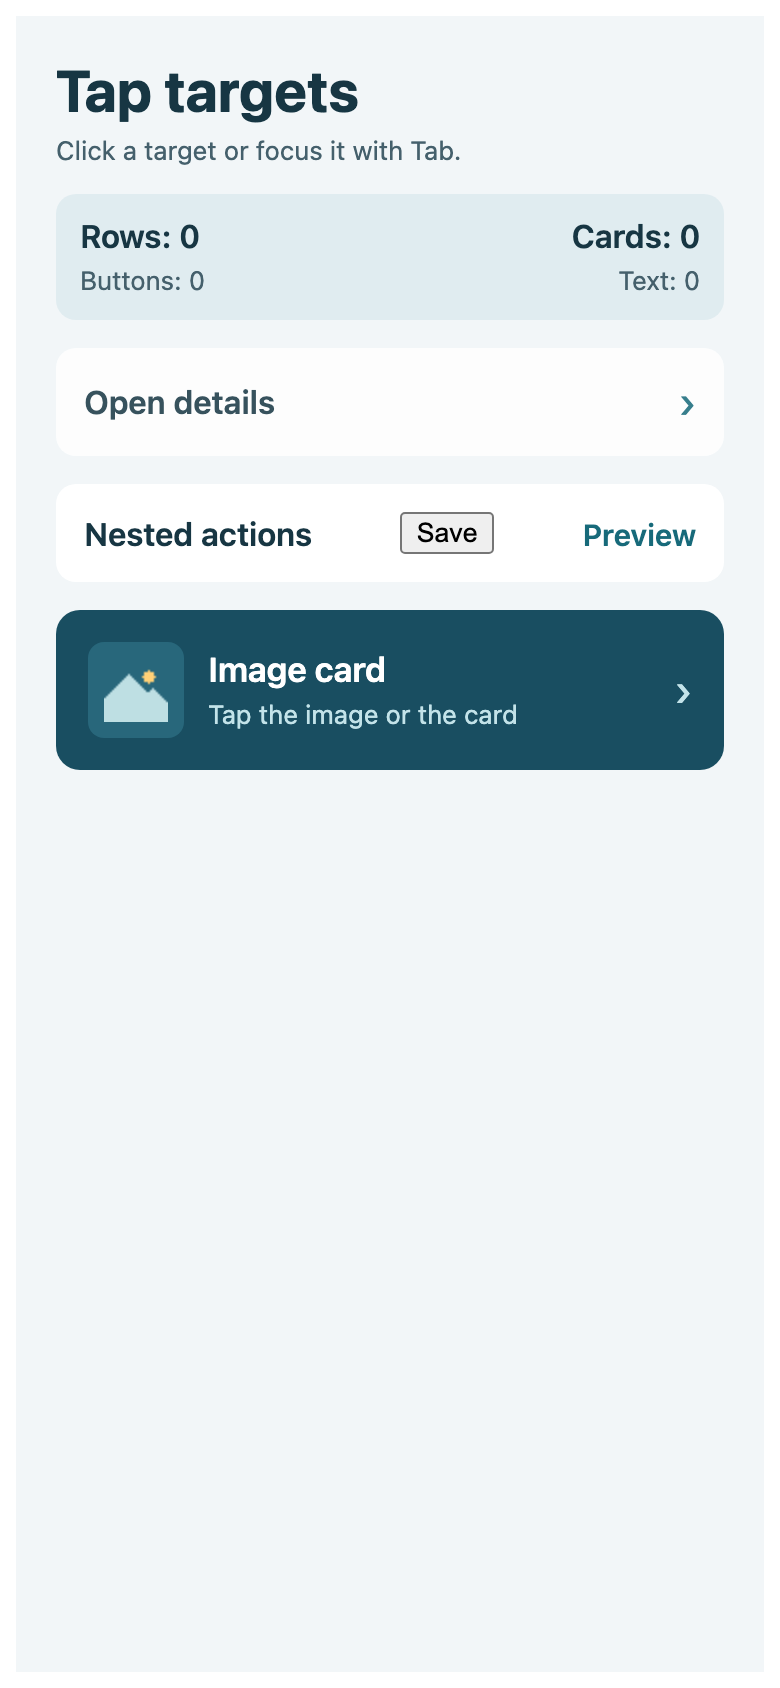 Tap targets
Click a target or focus it with Tab.
Rows: 0 Cards: 0
Buttons: 0 Text: 0
Open details ›
Nested actions Save Preview
Image card
Tap the image or the card ›